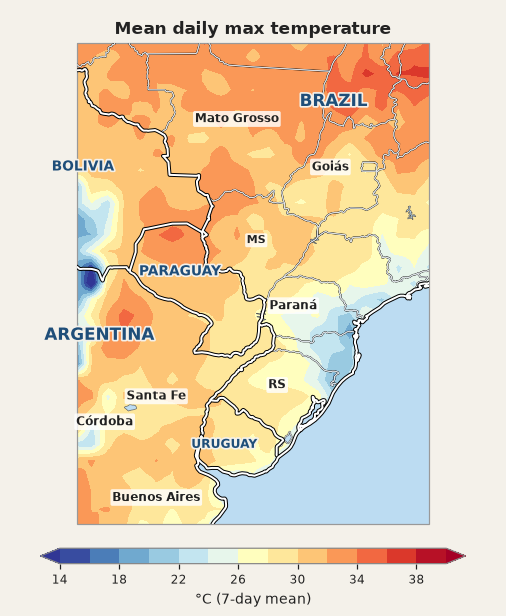 Mean daily max temperature
BRAZIL
Mato Grosso
BOLIVIA
Goiás
MS
PARAGUAY
Paraná
ARGENTINA
RS
Santa Fe
Córdoba
URUGUAY
Buenos Aires
14 18 22 26 30 34 38
°C (7-day mean)